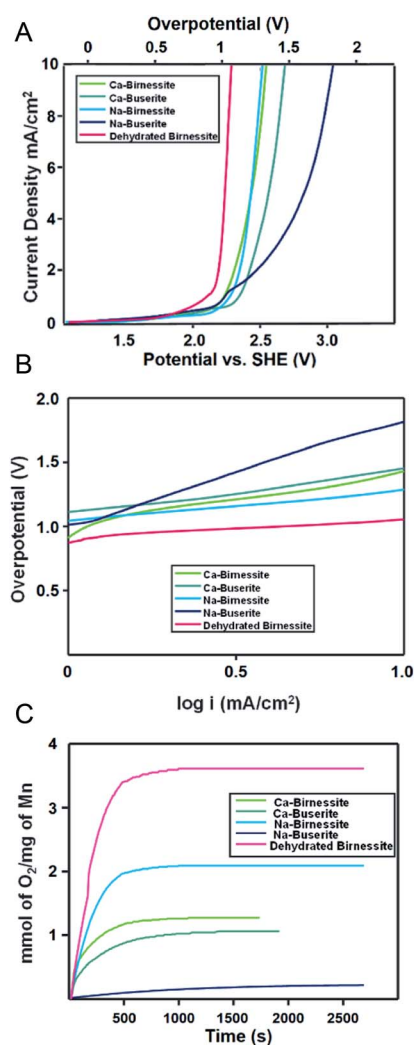 A
Overpotential (V)
0 0.5 1 1.5 2
10
8
6
4
2
0
Current Density mA/cm²
Ca-Birnessite
Ca-Buserite
Na-Birnessite
Na-Buserite
Dehydrated Birnessite
1.5 2.0 2.5 3.0
Potential vs. SHE (V)
B
2.0
1.5
1.0
0.5
Overpotential (V)
Ca-Birnessite
Ca-Buserite
Na-Birnessite
Na-Buserite
Dehydrated Birnessite
0 0.5 1.0
log i (mA/cm²)
C
4
3
2
1
mmol of O₂/mg of Mn
Ca-Birnessite
Ca-Buserite
Na-Birnessite
Na-Buserite
Dehydrated Birnessite
500 1000 1500 2000 2500
Time (s)